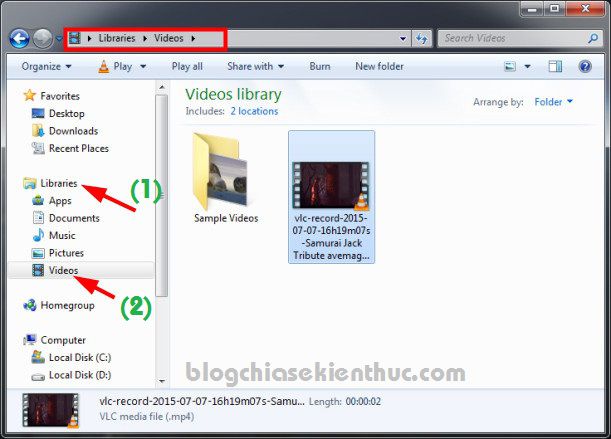 Libraries Videos
Search Videos
Organize Play Play all Share with Burn New folder
Favorites
Desktop
Downloads
Recent Places
Libraries
(1)
Apps
Documents
Music
Pictures
Videos
(2)
Homegroup
Computer
Local Disk (C:)
Local Disk (D:)
Videos library
Includes: 2 locations
Arrange by: Folder
Sample Videos
vlc-record-2015-
07-07-16h19m07s
-Samurai Jack
Tribute avemag...
blogchiasekienthuc.com
vlc-record-2015-07-07-16h19m07s-Samu... Length: 00:00:02
VLC media file (.mp4)